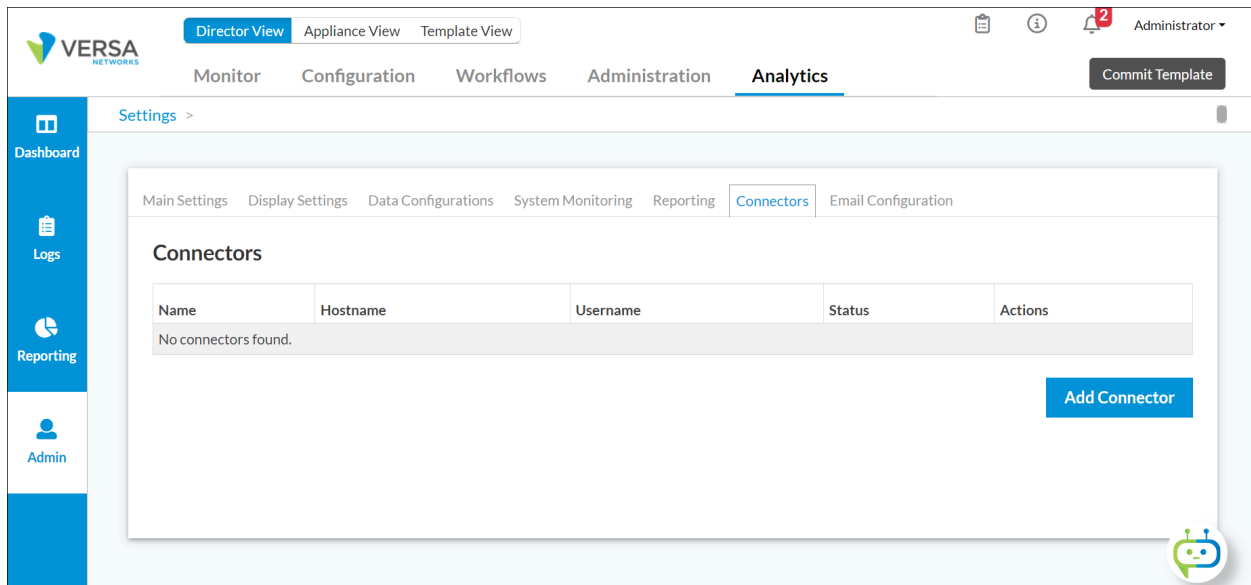 VERSA
NETWORKS
Director View Appliance View Template View
2
Administrator
Monitor Configuration Workflows Administration Analytics
Commit Template
Settings >
Dashboard
Logs
Reporting
Admin
Main Settings Display Settings Data Configurations System Monitoring Reporting Connectors Email Configuration
Connectors
Name Hostname Username Status Actions
No connectors found.
Add Connector